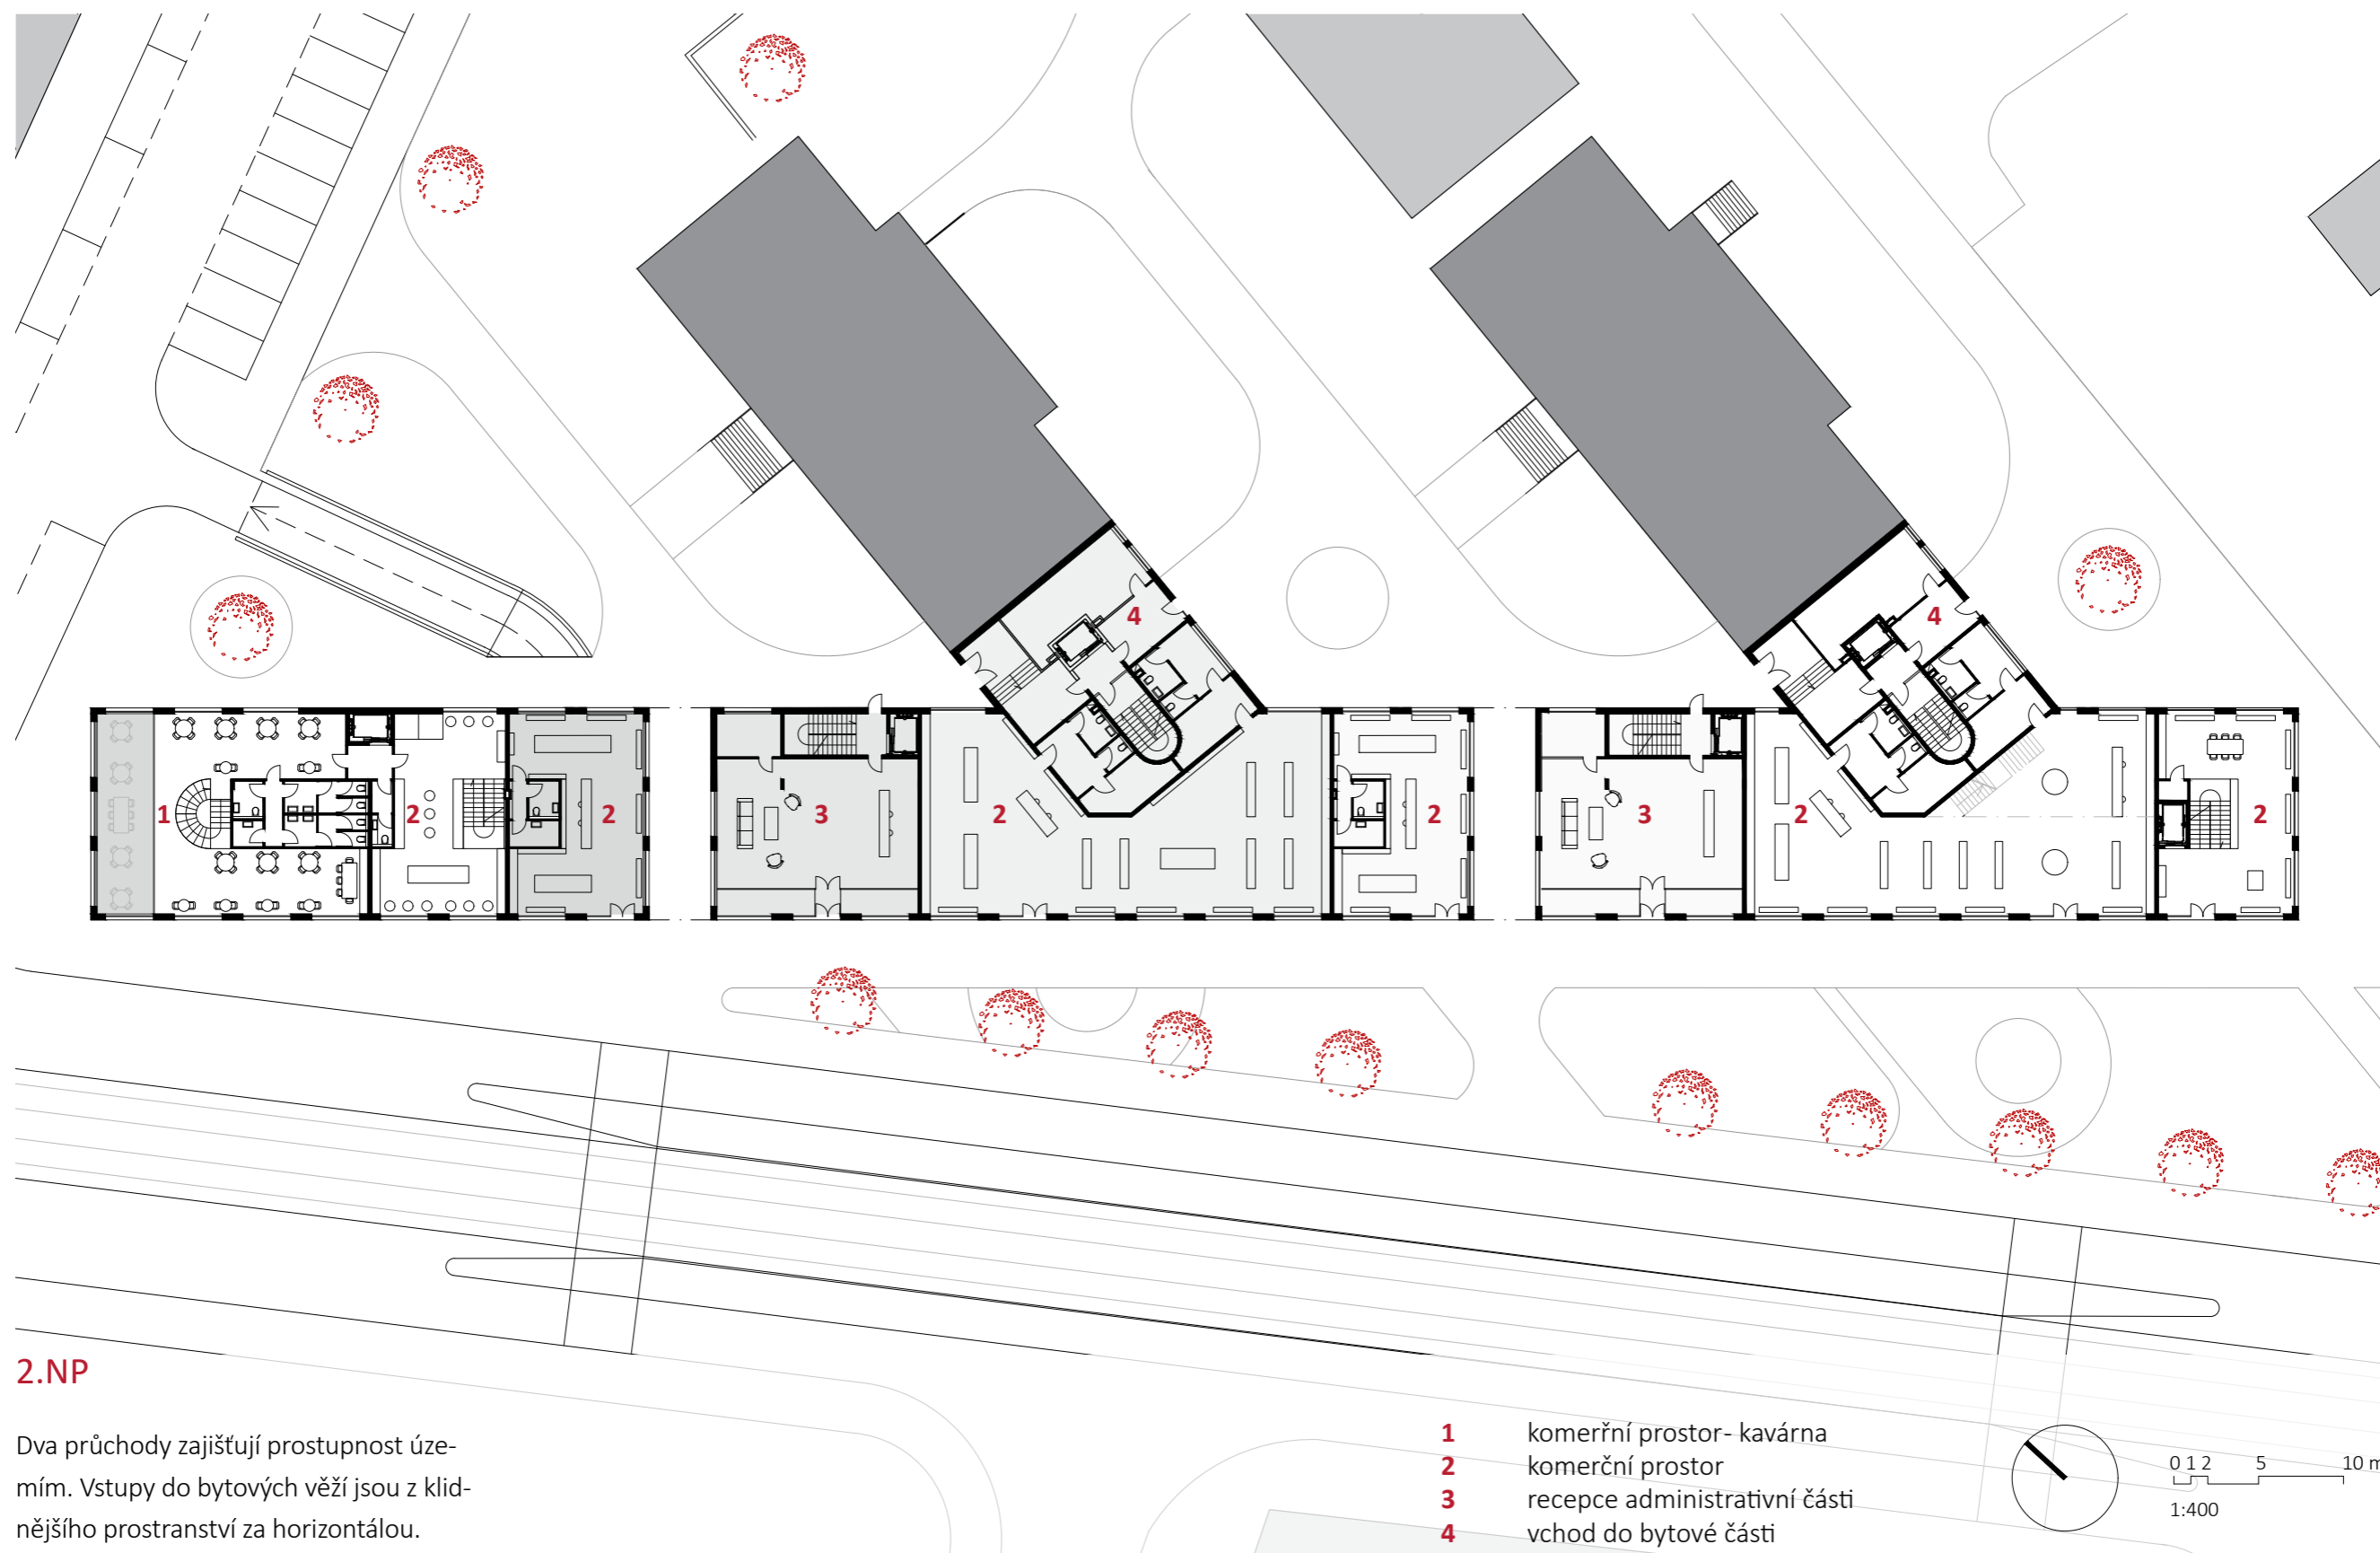 4
4
1
2
2
3
2
2
3
2
2
2.NP
Dva průchody zajišťují prostupnost úze-
mím. Vstupy do bytových věží jsou z klid-
nějšího prostranství za horizontálou.
1 komerřní prostor- kavárna
2 komerční prostor
3 recepce administrativní části
4 vchod do bytové části
0 1 2 5 10 m
1:400